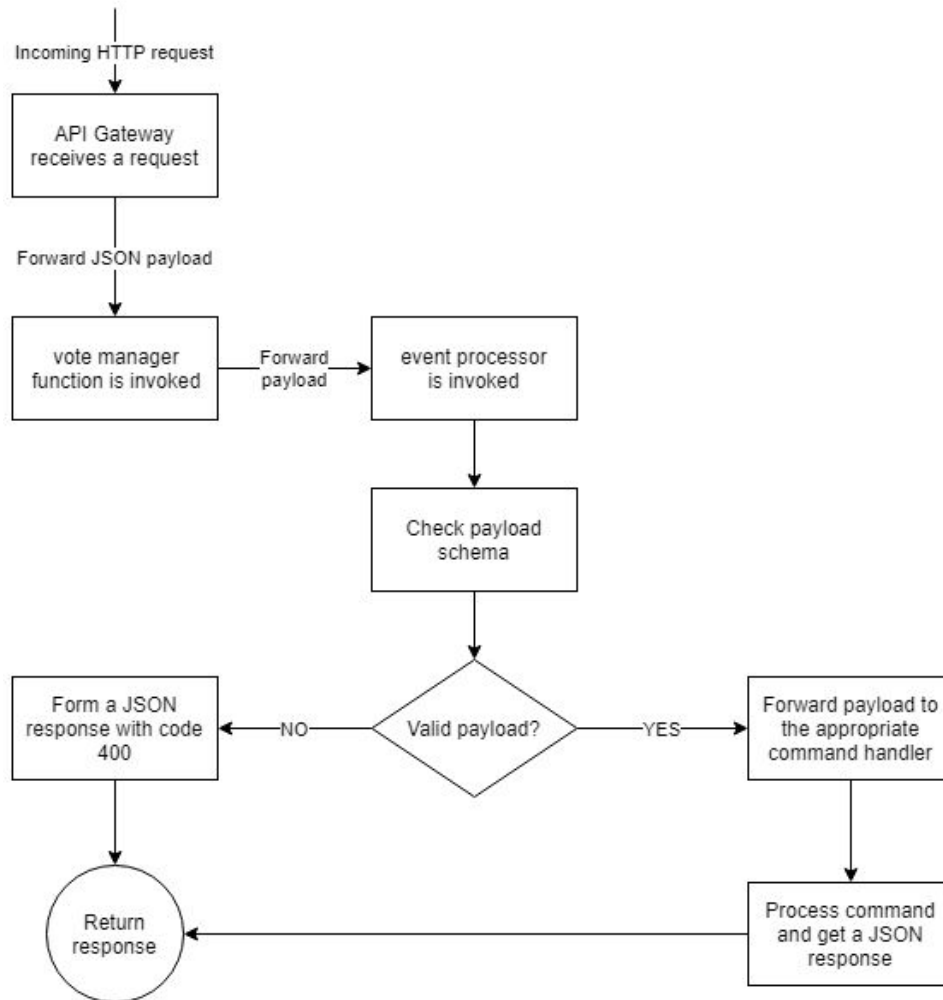 Incoming HTTP request
API Gateway
receives a request
Forward JSON payload
vote manager
function is invoked
Forward
payload
event processor
is invoked
Check payload
schema
Valid payload?
NO
Form a JSON
response with code
400
YES
Forward payload to
the appropriate
command handler
Process command
and get a JSON
response
Return
response